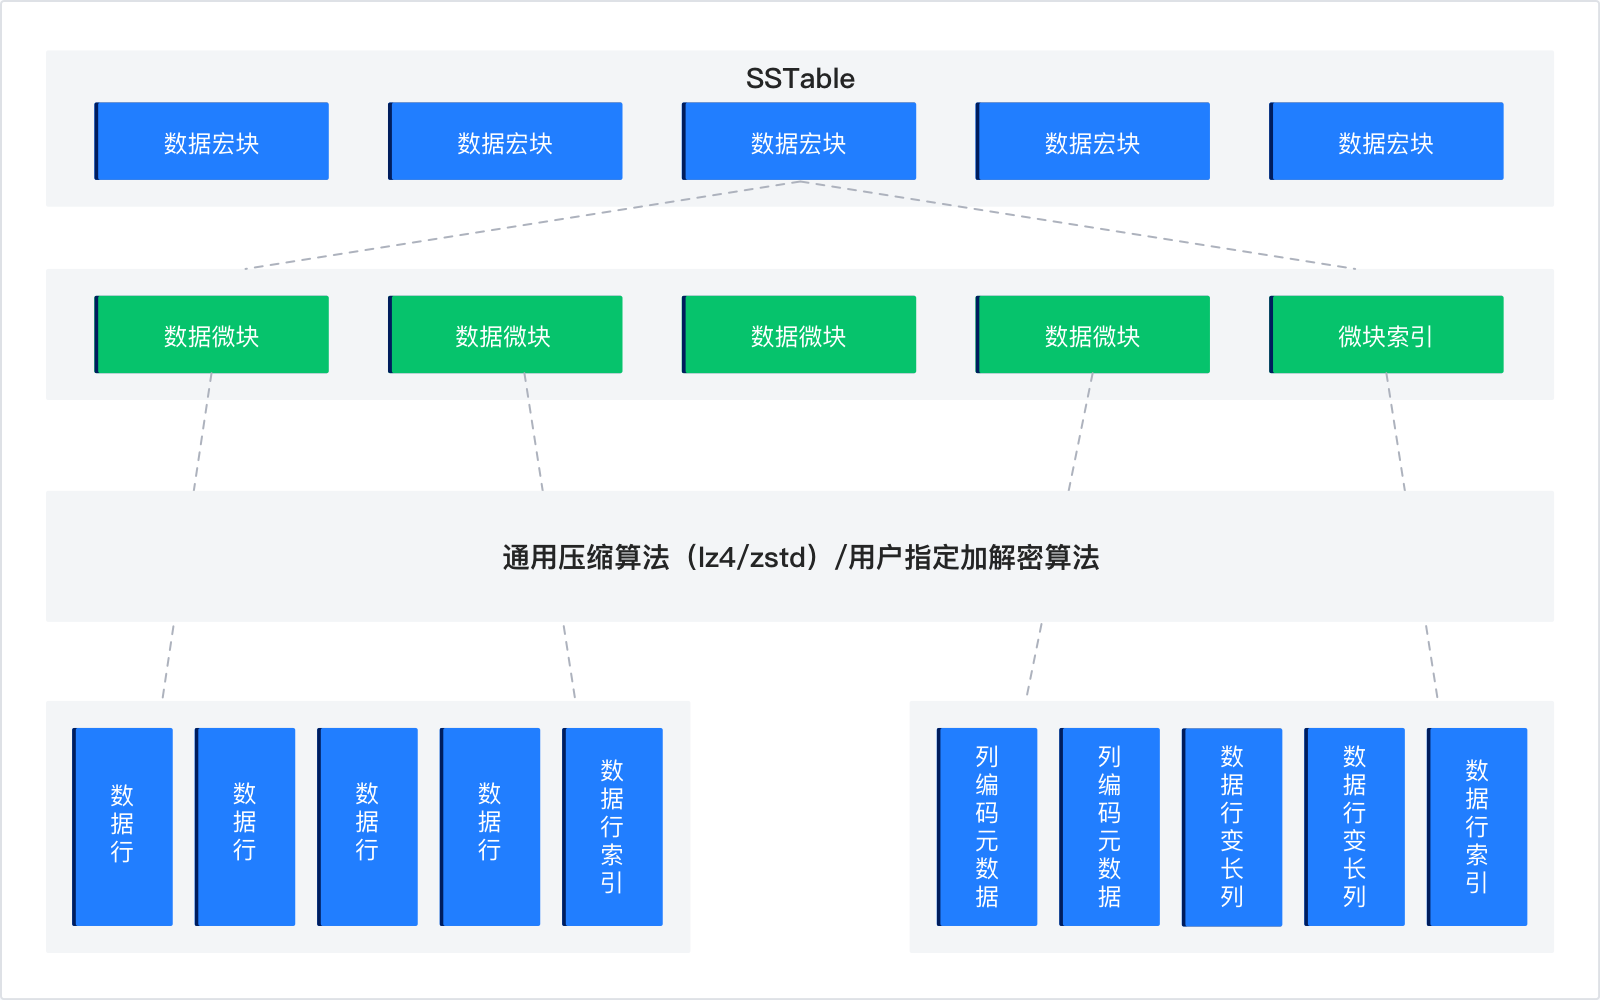 SSTable
数据宏块
数据宏块
数据宏块
数据宏块
数据宏块
数据微块
数据微块
数据微块
数据微块
微块索引
通用压缩算法（lz4/zstd）/用户指定加解密算法
数据行
数据行
数据行
数据行
数据行索引
列编码元数据
列编码元数据
数据行变长列
数据行变长列
数据行索引